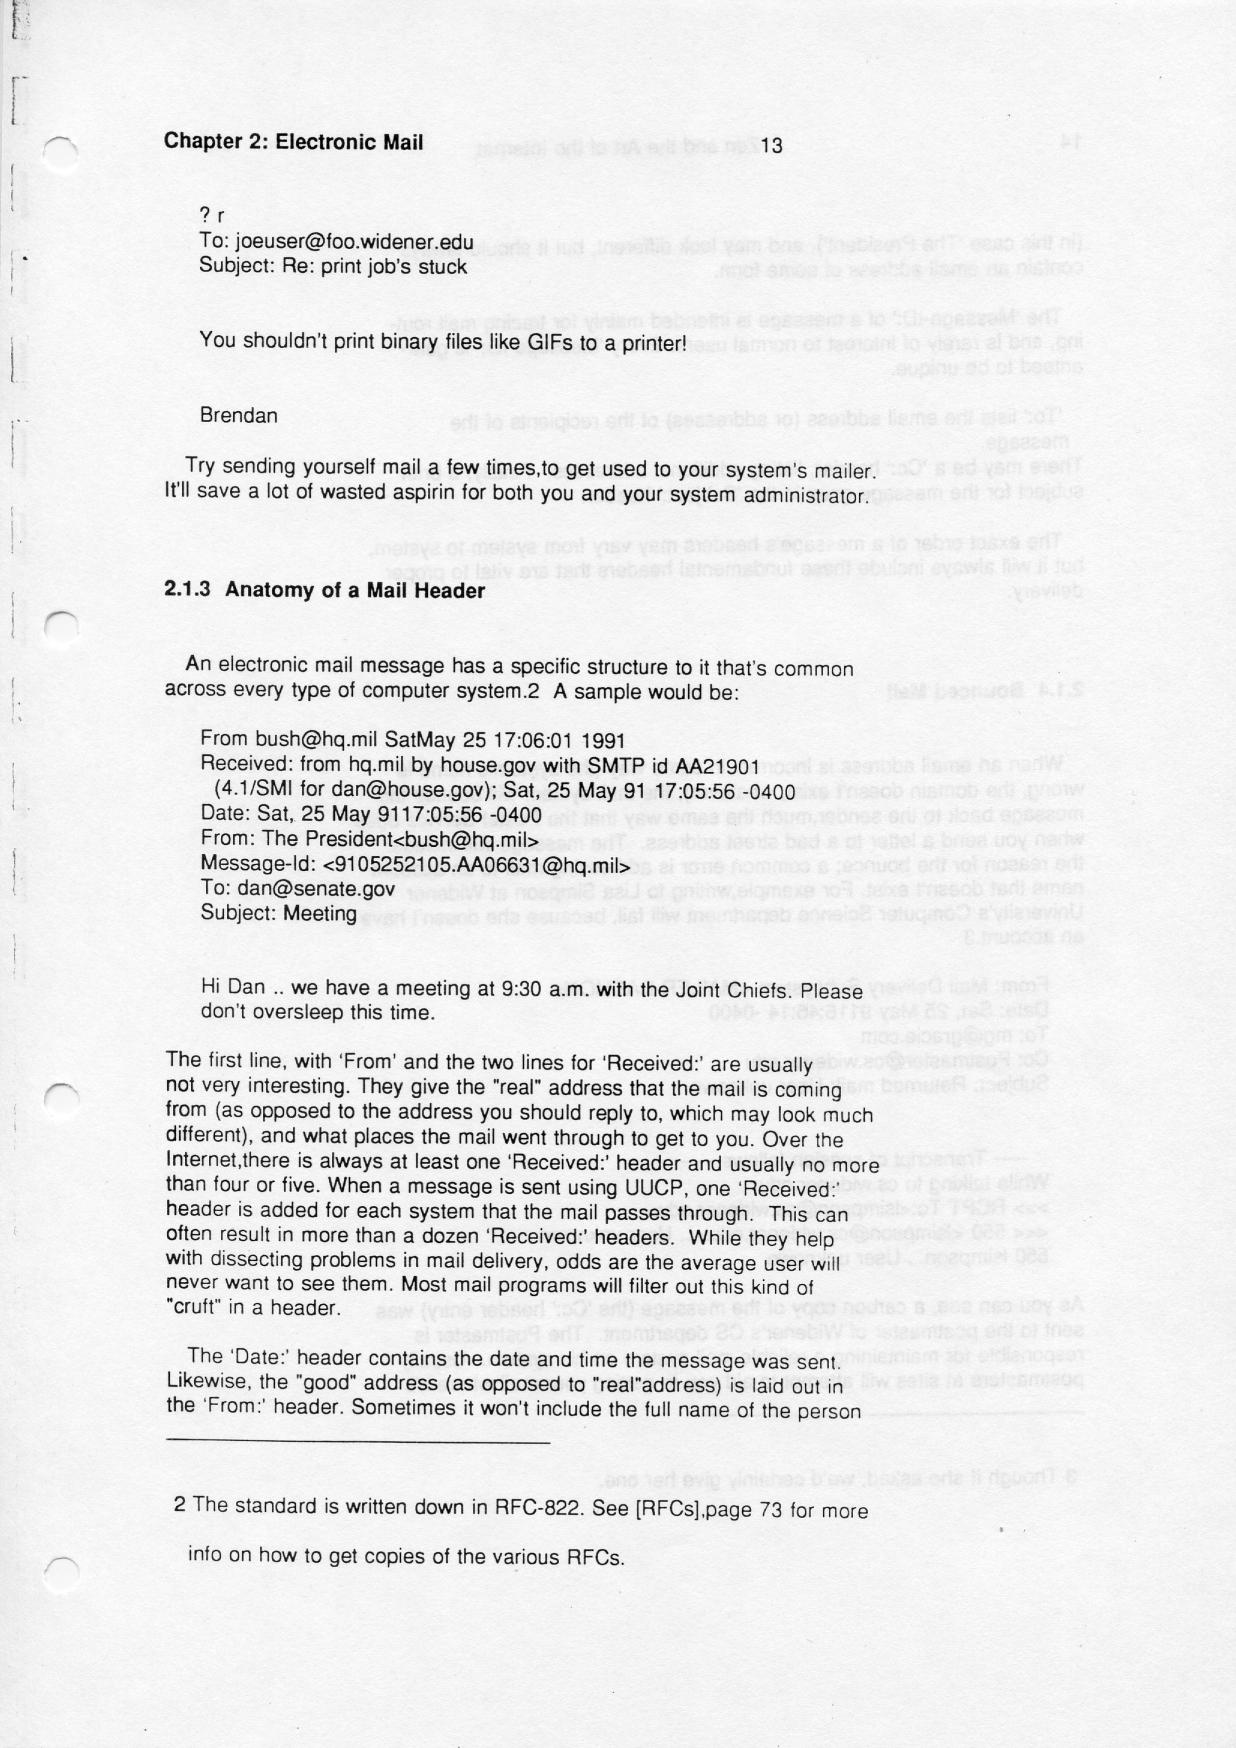 Chapter 2: Electronic Mail 13
? r
To: joeuser@foo.widener.edu
Subject: Re: print job's stuck
You shouldn't print binary files like GIFs to a printer!
Brendan
Try sending yourself mail a few times,to get used to your system's mailer.
It'll save a lot of wasted aspirin for both you and your system administrator.
2.1.3 Anatomy of a Mail Header
An electronic mail message has a specific structure to it that's common
across every type of computer system.2 A sample would be:
From bush@hq.mil SatMay 25 17:06:01 1991
Received: from hq.mil by house.gov with SMTP id AA21901
(4.1/SMI for dan@house.gov); Sat, 25 May 91 17:05:56 -0400
Date: Sat, 25 May 9117:05:56 -0400
From: The President<bush@hq.mil>
Message-Id: <9105252105.AA06631@hq.mil>
To: dan@senate.gov
Subject: Meeting
Hi Dan .. we have a meeting at 9:30 a.m. with the Joint Chiefs. Please
don't oversleep this time.
The first line, with 'From' and the two lines for 'Received:' are usually
not very interesting. They give the "real" address that the mail is coming
from (as opposed to the address you should reply to, which may look much
different), and what places the mail went through to get to you. Over the
Internet,there is always at least one 'Received:' header and usually no more
than four or five. When a message is sent using UUCP, one 'Received:'
header is added for each system that the mail passes through. This can
often result in more than a dozen 'Received:' headers. While they help
with dissecting problems in mail delivery, odds are the average user will
never want to see them. Most mail programs will filter out this kind of
"cruft" in a header.
The 'Date:' header contains the date and time the message was sent.
Likewise, the "good" address (as opposed to "real"address) is laid out in
the 'From:' header. Sometimes it won't include the full name of the person
2 The standard is written down in RFC-822. See [RFCs],page 73 for more
info on how to get copies of the various RFCs.